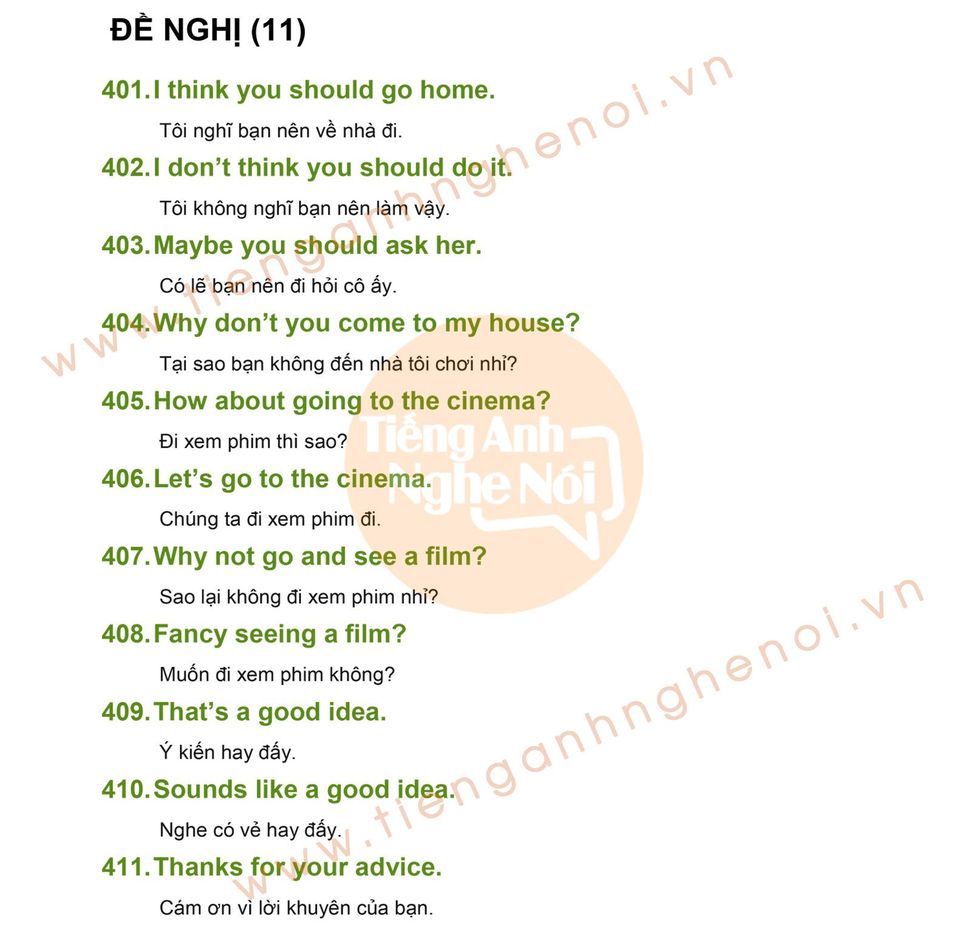 ĐỀ NGHỊ (11)
401. I think you should go home.
Tôi nghĩ bạn nên về nhà đi.
402. I don’t think you should do it.
Tôi không nghĩ bạn nên làm vậy.
403. Maybe you should ask her.
Có lẽ bạn nên đi hỏi cô ấy.
404. Why don’t you come to my house?
Tại sao bạn không đến nhà tôi chơi nhỉ?
405. How about going to the cinema?
Đi xem phim thì sao?
406. Let’s go to the cinema.
Chúng ta đi xem phim đi.
407. Why not go and see a film?
Sao lại không đi xem phim nhỉ?
408. Fancy seeing a film?
Muốn đi xem phim không?
409. That’s a good idea.
Ý kiến hay đấy.
410. Sounds like a good idea.
Nghe có vẻ hay đấy.
411. Thanks for your advice.
Cám ơn vì lời khuyên của bạn.
www.tienganhnghenoi.vn
Tiếng Anh
Nghe Nói
www.tienganhnghenoi.vn